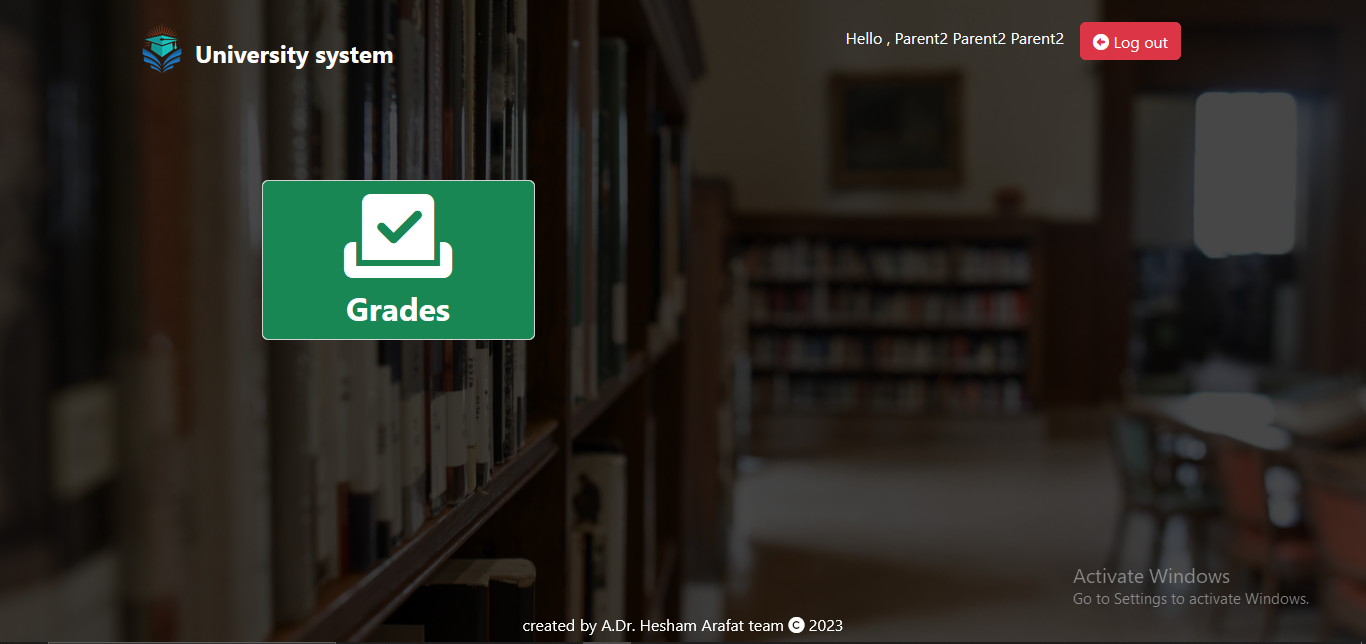 University system
Hello , Parent2 Parent2 Parent2
Log out
Grades
Activate Windows
Go to Settings to activate Windows.
created by A.Dr. Hesham Arafat team © 2023